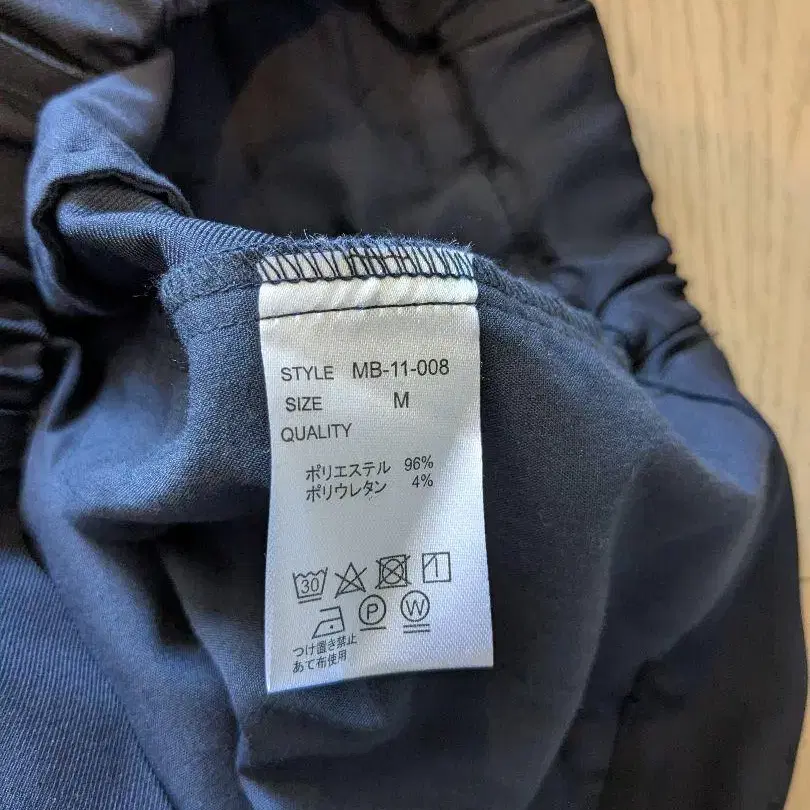 STYLE MB-11-008
SIZE M
QUALITY
ポリエステル 96%
ポリウレタン 4%
30
P W
つけ置き禁止
あて布使用